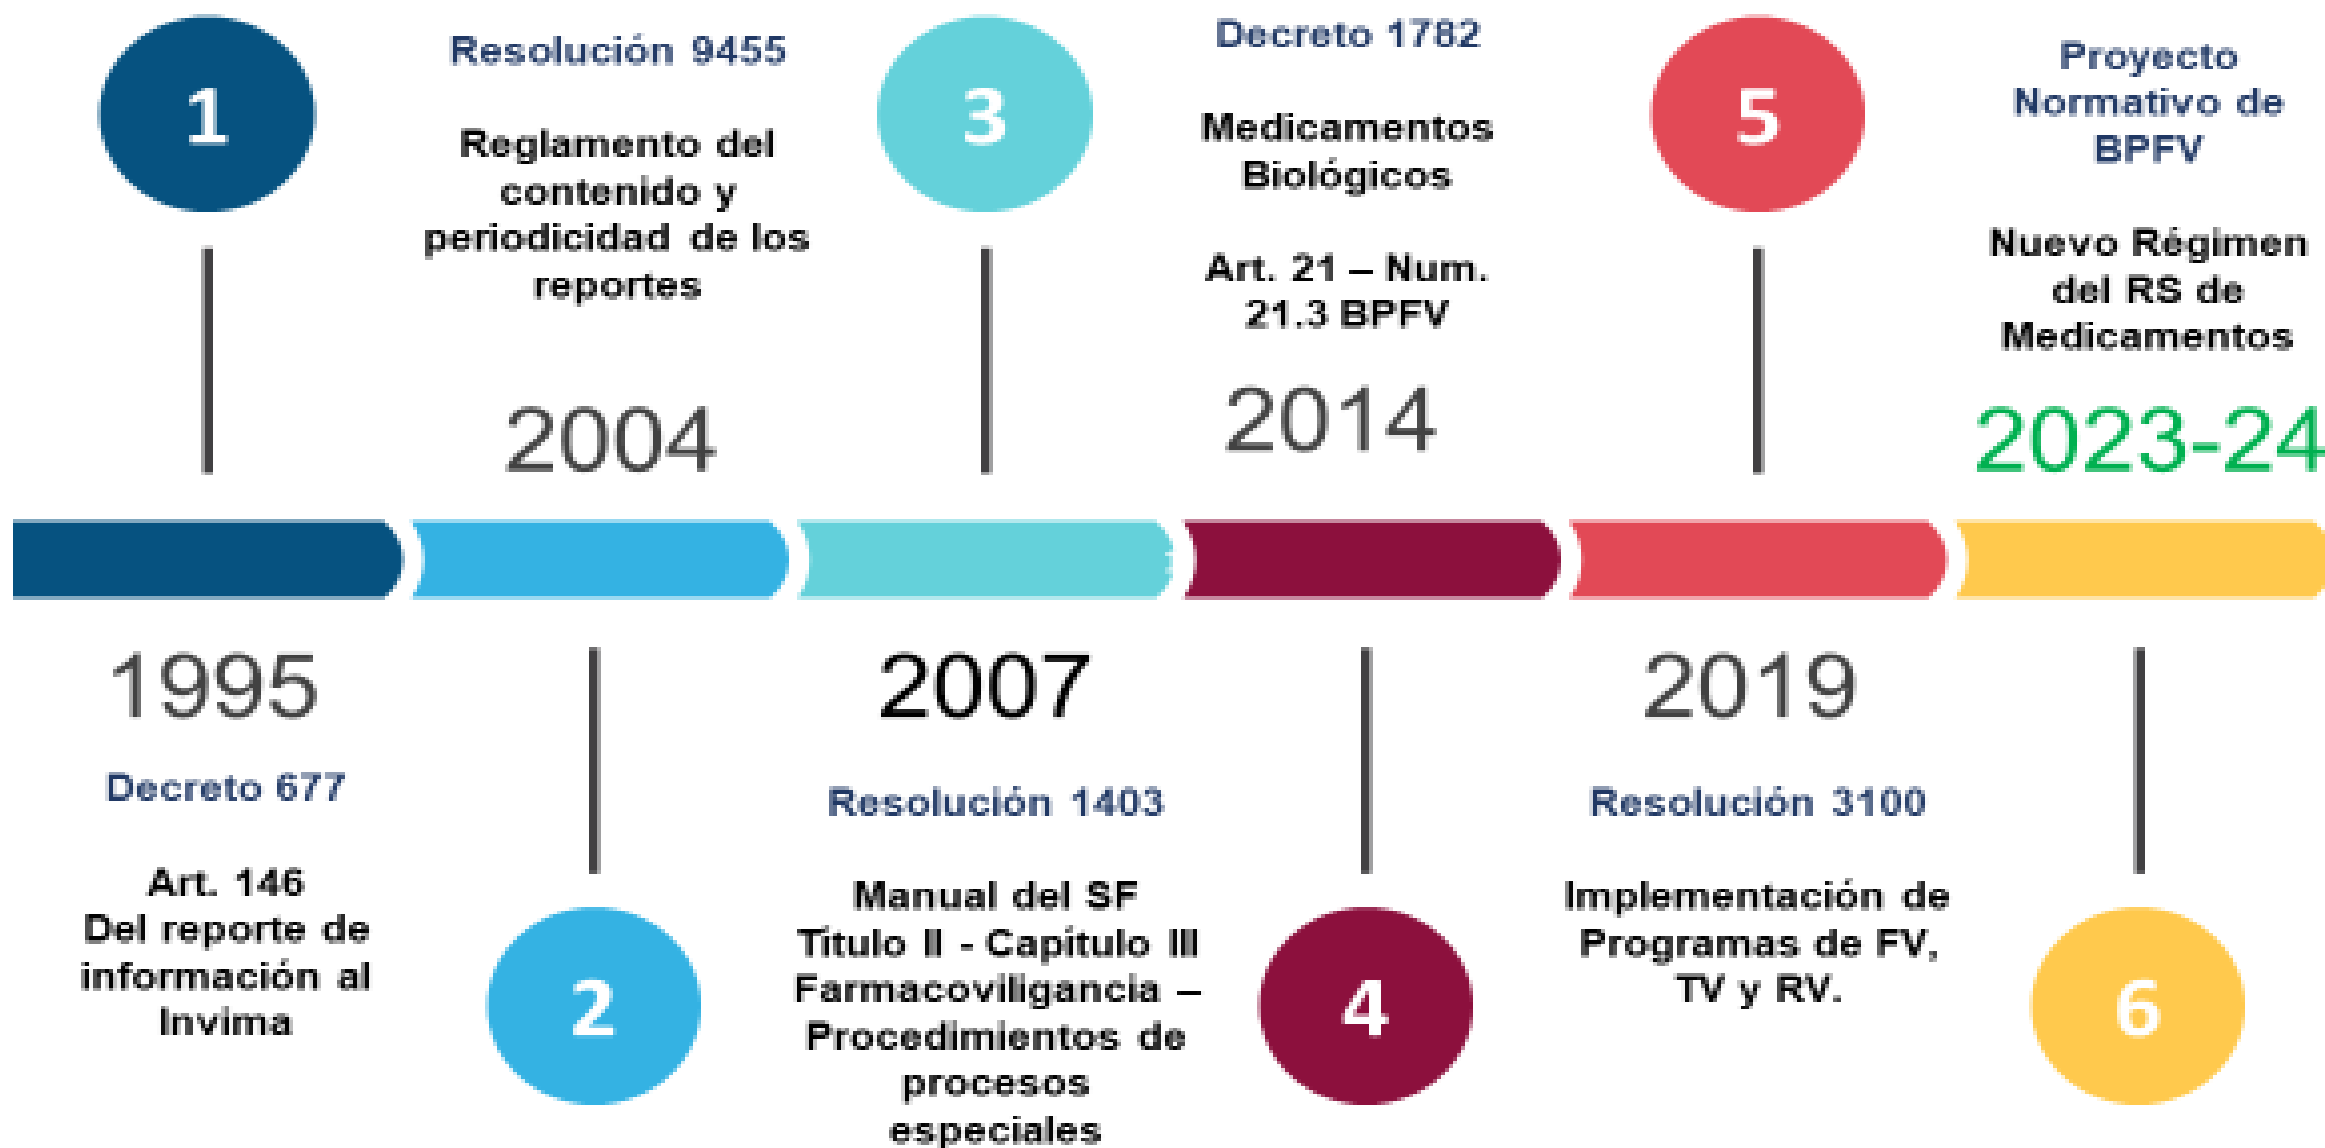 1
1995
Decreto 677
Art. 146
Del reporte de
información al
Invima
Resolución 9455
Reglamento del
contenido y
periodicidad de los
reportes
2004
2
3
2007
Resolución 1403
Manual del SF
Titulo II - Capítulo III
Farmacoviligancia –
Procedimientos de
procesos
especiales
Decreto 1782
Medicamentos
Biológicos
Art. 21 – Num.
21.3 BPFV
2014
4
5
2019
Resolución 3100
Implementación de
Programas de FV,
TV y RV.
Proyecto
Normativo de
BPFV
Nuevo Régimen
del RS de
Medicamentos
2023-24
6